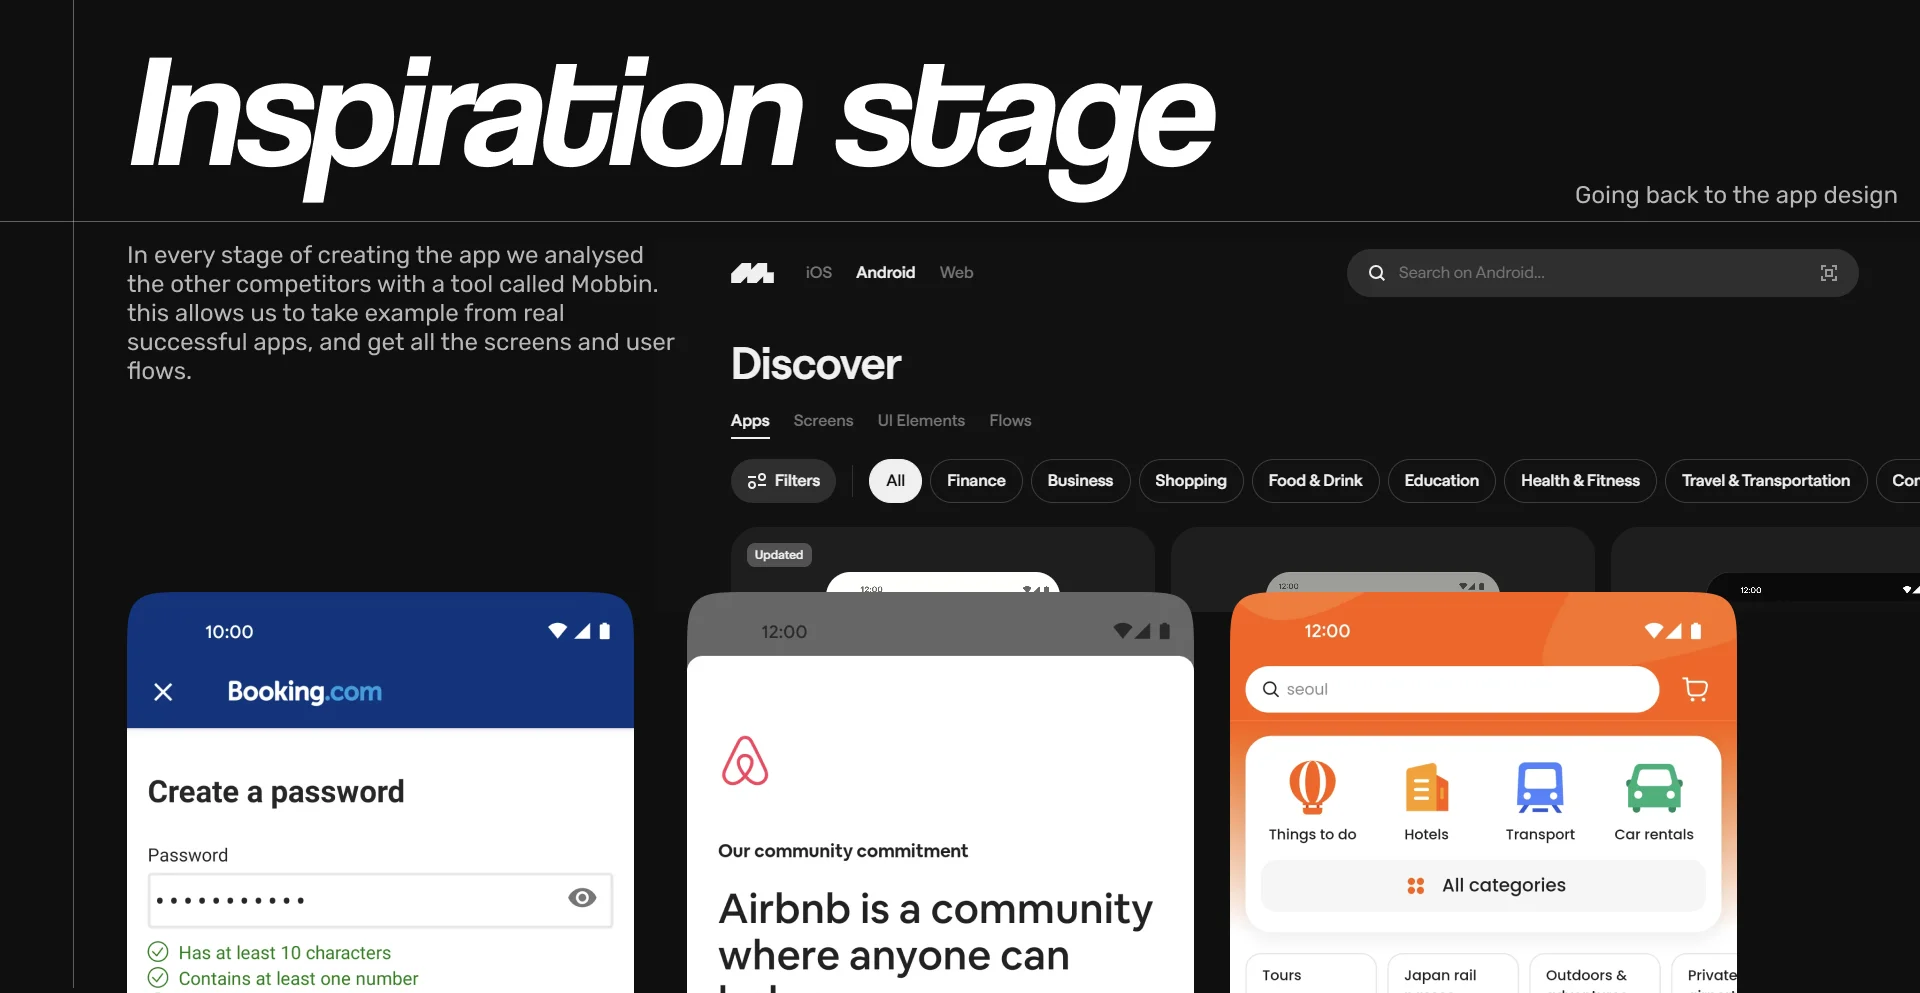 Inspiration stage
Going back to the app design
In every stage of creating the app we analysed
the other competitors with a tool called Mobbin.
this allows us to take example from real
successful apps, and get all the screens and user
flows.
iOS Android Web
Search on Android...
Discover
Apps Screens UI Elements Flows
Filters All Finance Business Shopping Food & Drink Education Health & Fitness Travel & Transportation
Updated
12:00
12:00
12:00
10:00
Booking.com
Create a password
Password
Has at least 10 characters
Contains at least one number
12:00
Our community commitment
Airbnb is a community
where anyone can
12:00
seoul
Things to do Hotels Transport Car rentals
All categories
Tours
Japan rail
Outdoors &
Private